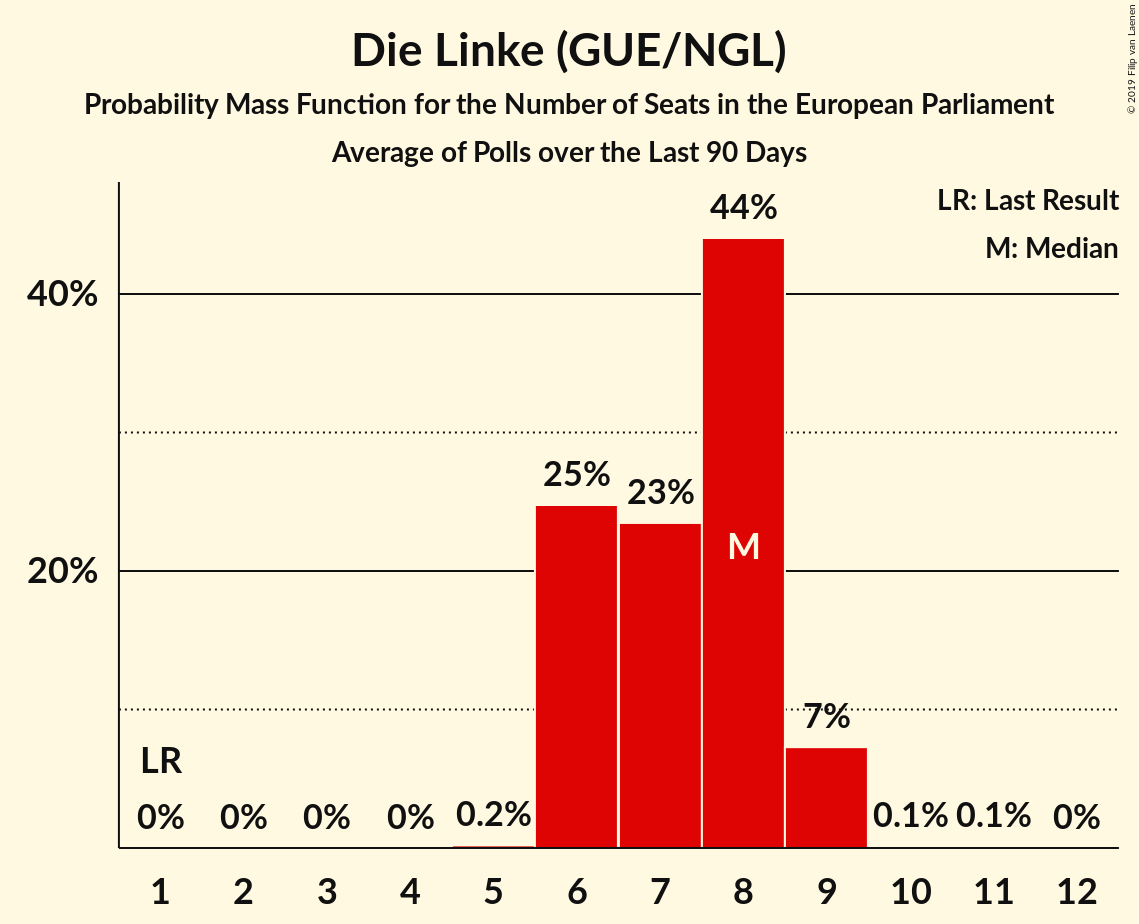 Die Linke (GUE/NGL)
Probability Mass Function for the Number of Seats in the European Parliament
Average of Polls over the Last 90 Days
© 2019 Filip van Laenen
LR: Last Result
M: Median
44%
40%
25%
23%
M
20%
7%
LR
0% 0% 0% 0% 0.2% 0.1% 0.1% 0%
1 2 3 4 5 6 7 8 9 10 11 12